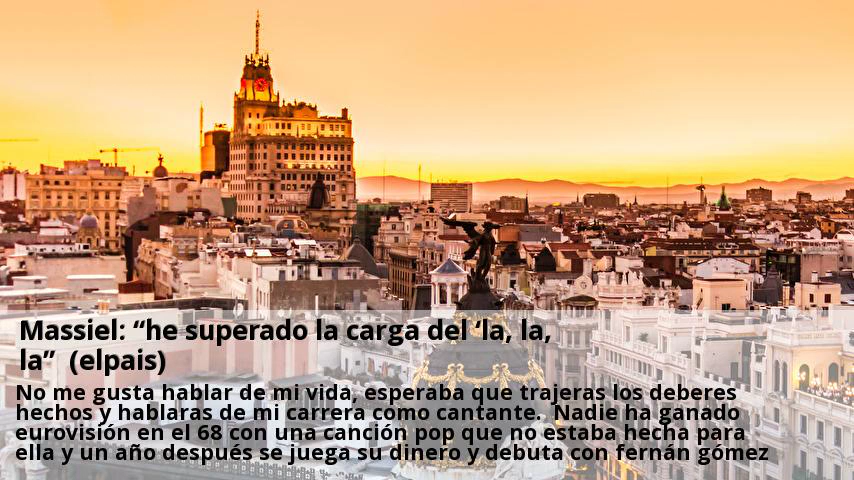 Massiel: “he superado la carga del ‘la, la,
la” (elpais)
No me gusta hablar de mi vida, esperaba que trajeras los deberes
hechos y hablaras de mi carrera como cantante. Nadie ha ganado
eurovisión en el 68 con una canción pop que no estaba hecha para
ella y un año después se juega su dinero y debuta con fernán gómez